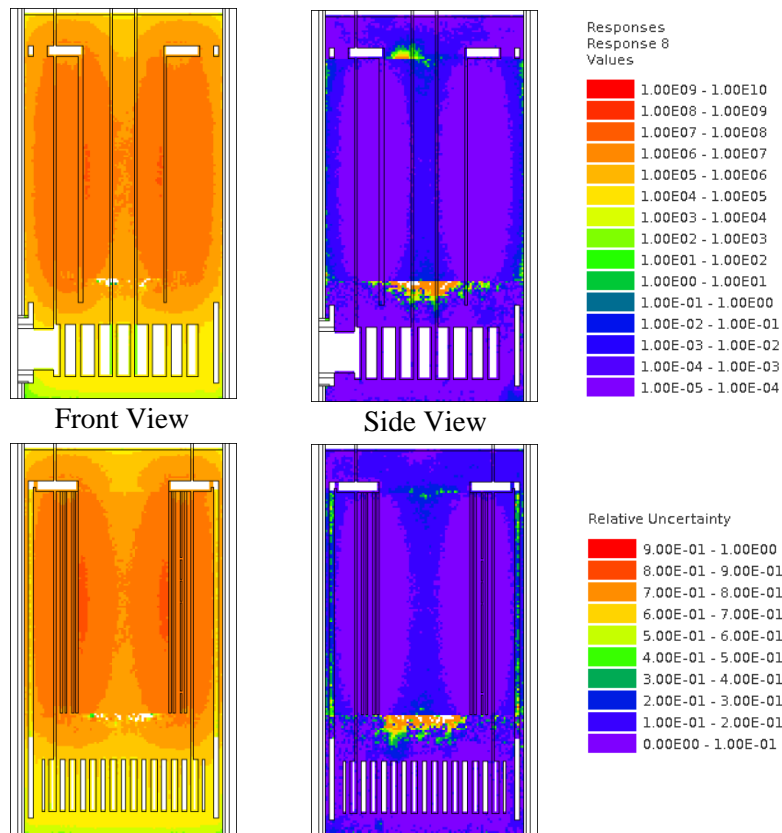 Responses
Response 8
Values
1.00E09 - 1.00E10
1.00E08 - 1.00E09
1.00E07 - 1.00E08
1.00E06 - 1.00E07
1.00E05 - 1.00E06
1.00E04 - 1.00E05
1.00E03 - 1.00E04
1.00E02 - 1.00E03
1.00E01 - 1.00E02
1.00E00 - 1.00E01
1.00E-01 - 1.00E00
1.00E-02 - 1.00E-01
1.00E-03 - 1.00E-02
1.00E-04 - 1.00E-03
1.00E-05 - 1.00E-04
Front View
Side View
Relative Uncertainty
9.00E-01 - 1.00E00
8.00E-01 - 9.00E-01
7.00E-01 - 8.00E-01
6.00E-01 - 7.00E-01
5.00E-01 - 6.00E-01
4.00E-01 - 5.00E-01
3.00E-01 - 4.00E-01
2.00E-01 - 3.00E-01
1.00E-01 - 2.00E-01
0.00E00 - 1.00E-01